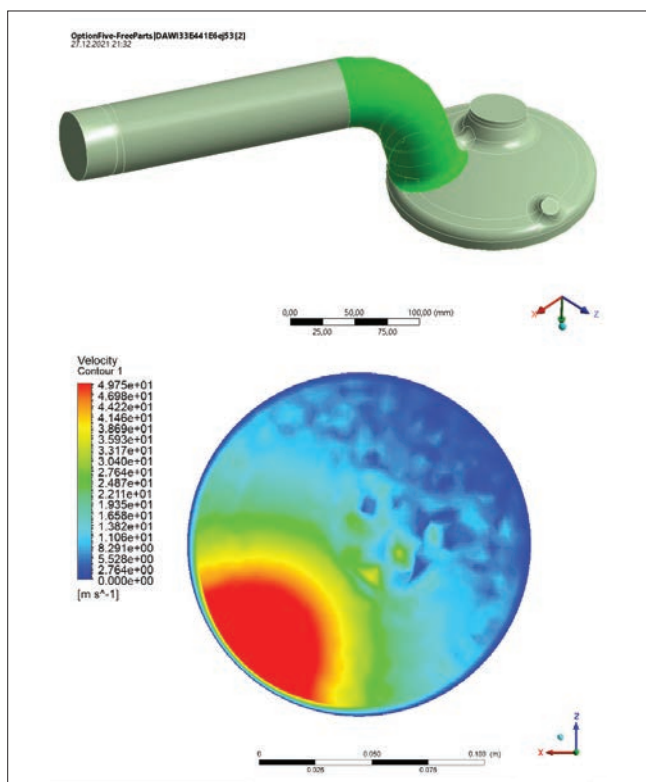 OptionFive-FreeParts|DAWI33E441E6ej53[2]
27.12.2021 21:32
0,00 50,00 100,00 (mm)
25,00 75,00
X Z
Velocity
Contour 1
4.975e+01
4.698e+01
4.422e+01
4.146e+01
3.869e+01
3.593e+01
3.317e+01
3.040e+01
2.764e+01
2.487e+01
2.211e+01
1.935e+01
1.658e+01
1.382e+01
1.106e+01
8.291e+00
5.528e+00
2.764e+00
0.000e+00
[m s^-1]
Z
X
0 0.050 0.100 (m)
0.025 0.075